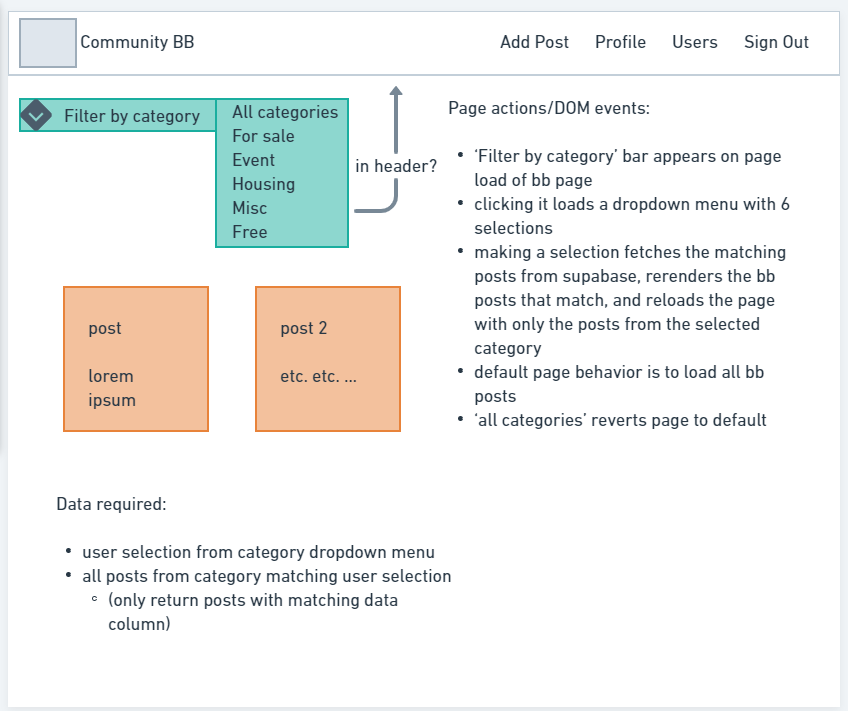 Community BB
Add Post Profile Users Sign Out
Filter by category
All categories
For sale
Event
Housing
Misc
Free
in header?
Page actions/DOM events:
• ‘Filter by category’ bar appears on page
load of bb page
• clicking it loads a dropdown menu with 6
selections
• making a selection fetches the matching
posts from supabase, rerenders the bb
posts that match, and reloads the page
with only the posts from the selected
category
• default page behavior is to load all bb
posts
• ‘all categories’ reverts page to default
post
lorem
ipsum
post 2
etc. etc. ...
Data required:
• user selection from category dropdown menu
• all posts from category matching user selection
◦ (only return posts with matching data
column)